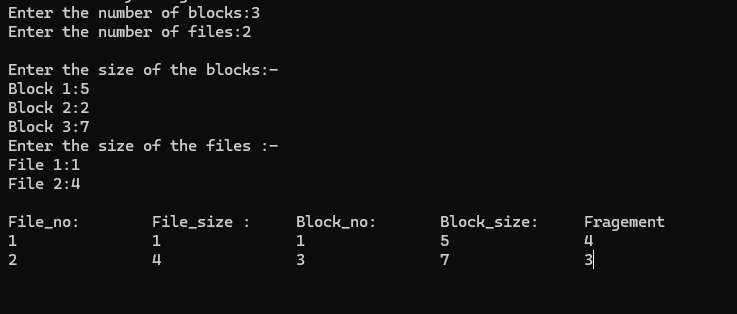 Enter the number of blocks:3
Enter the number of files:2
Enter the size of the blocks:-
Block 1:5
Block 2:2
Block 3:7
Enter the size of the files :-
File 1:1
File 2:4
File_no: File_size : Block_no: Block_size: Fragement
1 1 1 5 4
2 4 3 7 3